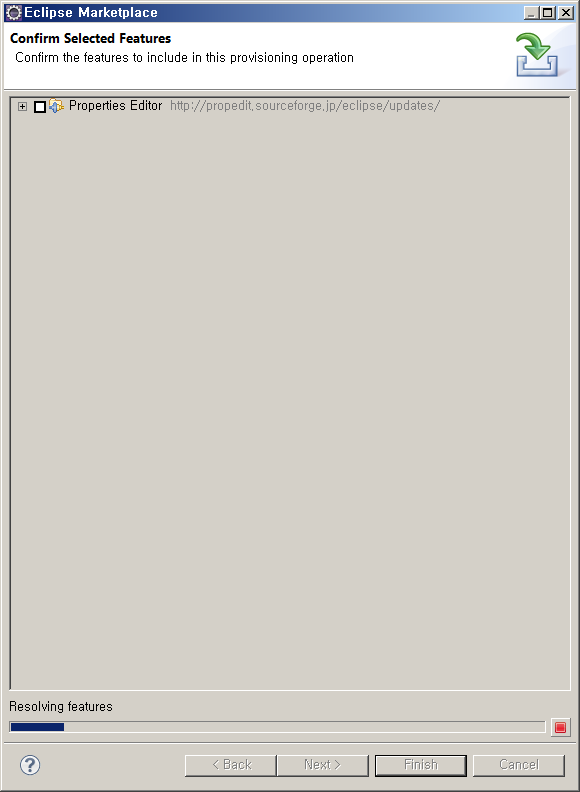 Eclipse Marketplace
Confirm Selected Features
Confirm the features to include in this provisioning operation
Properties Editor http://propedit.sourceforge.jp/eclipse/updates/
Resolving features
?
< Back Next > Finish Cancel